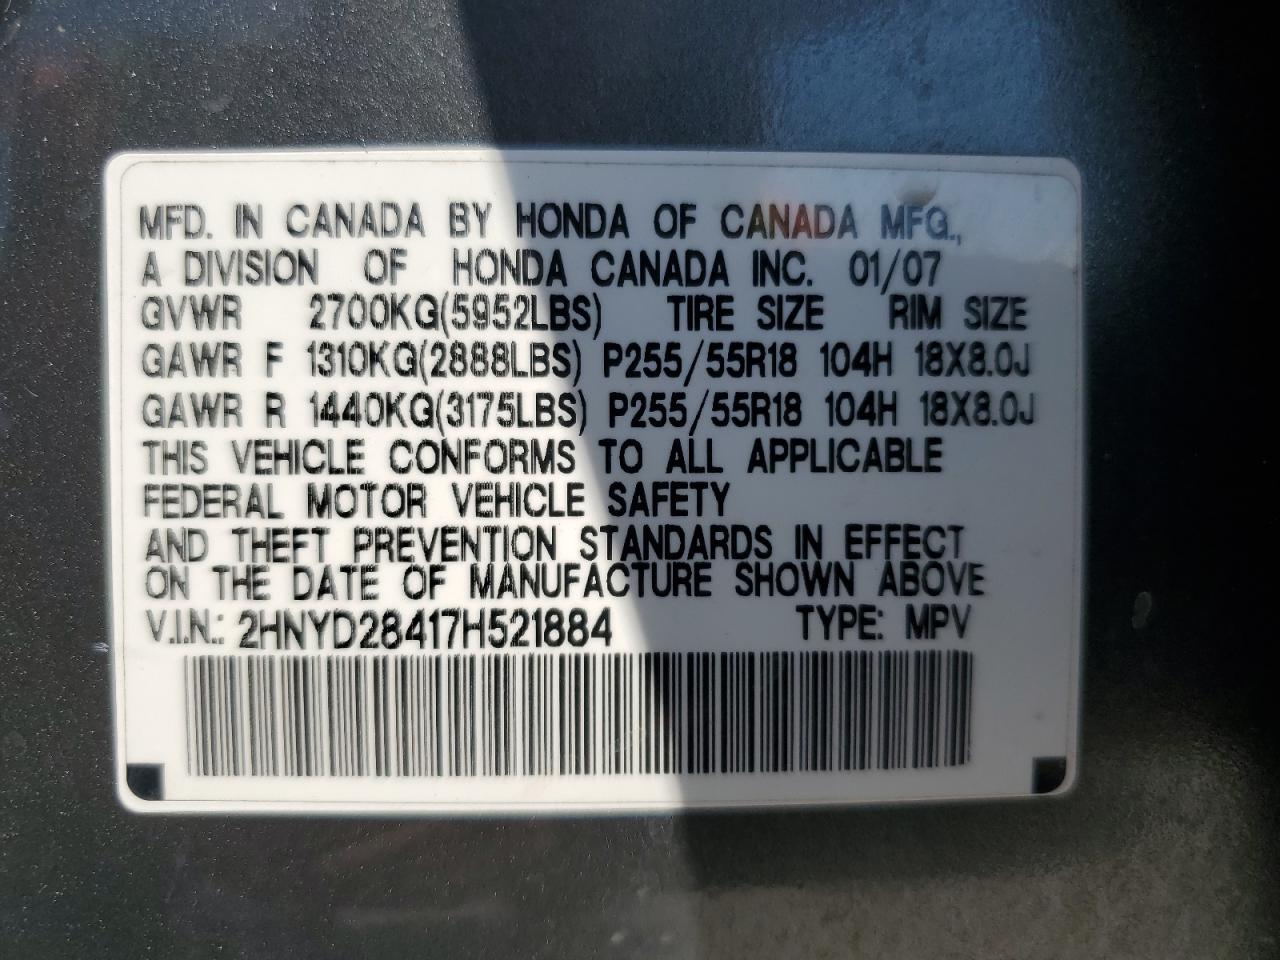 MFD. IN CANADA BY HONDA OF CANADA MFG.,
A DIVISION OF HONDA CANADA INC. 01/07
GVWR 2700KG(5952LBS) TIRE SIZE RIM SIZE
GAWR F 1310KG(2888LBS) P255/55R18 104H 18X8.0J
GAWR R 1440KG(3175LBS) P255/55R18 104H 18X8.0J
THIS VEHICLE CONFORMS TO ALL APPLICABLE
FEDERAL MOTOR VEHICLE SAFETY
AND THEFT PREVENTION STANDARDS IN EFFECT
ON THE DATE OF MANUFACTURE SHOWN ABOVE
V.I.N.: 2HNYD28417H521884 TYPE: MPV